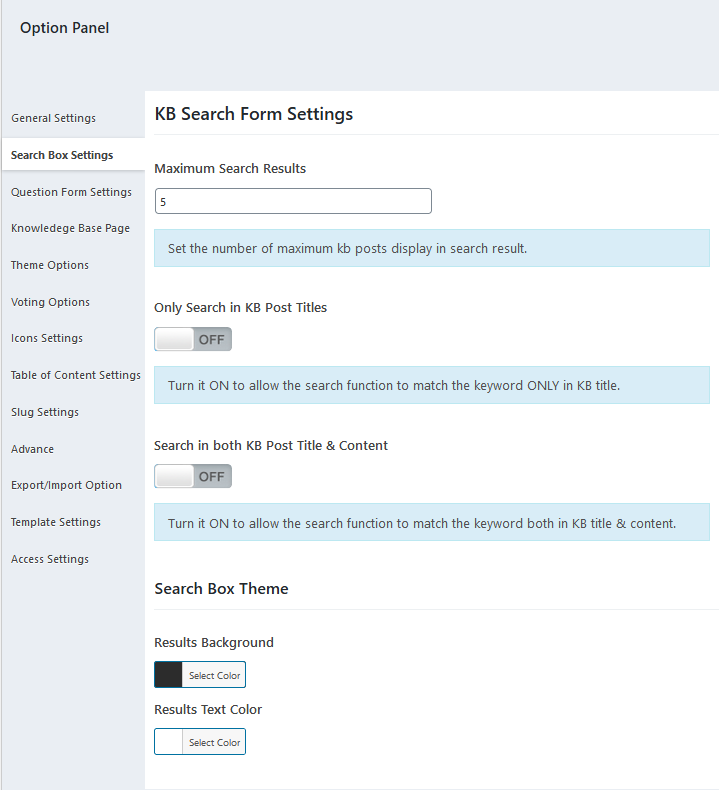 Option Panel
General Settings
Search Box Settings
Question Form Settings
Knowledege Base Page
Theme Options
Voting Options
Icons Settings
Table of Content Settings
Slug Settings
Advance
Export/Import Option
Template Settings
Access Settings
KB Search Form Settings
Maximum Search Results
5
Set the number of maximum kb posts display in search result.
Only Search in KB Post Titles
OFF
Turn it ON to allow the search function to match the keyword ONLY in KB title.
Search in both KB Post Title & Content
OFF
Turn it ON to allow the search function to match the keyword both in KB title & content.
Search Box Theme
Results Background
Select Color
Results Text Color
Select Color